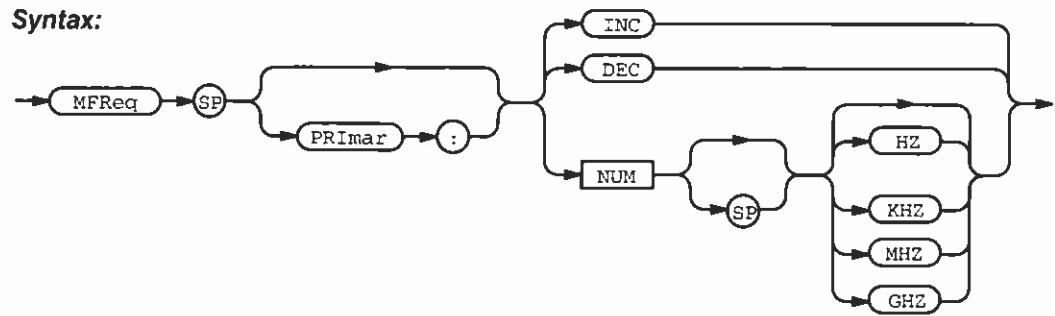 Syntax:
INC
DEC
MFReq SP
PRImar :
NUM
SP
HZ
KHZ
MHZ
GHZ